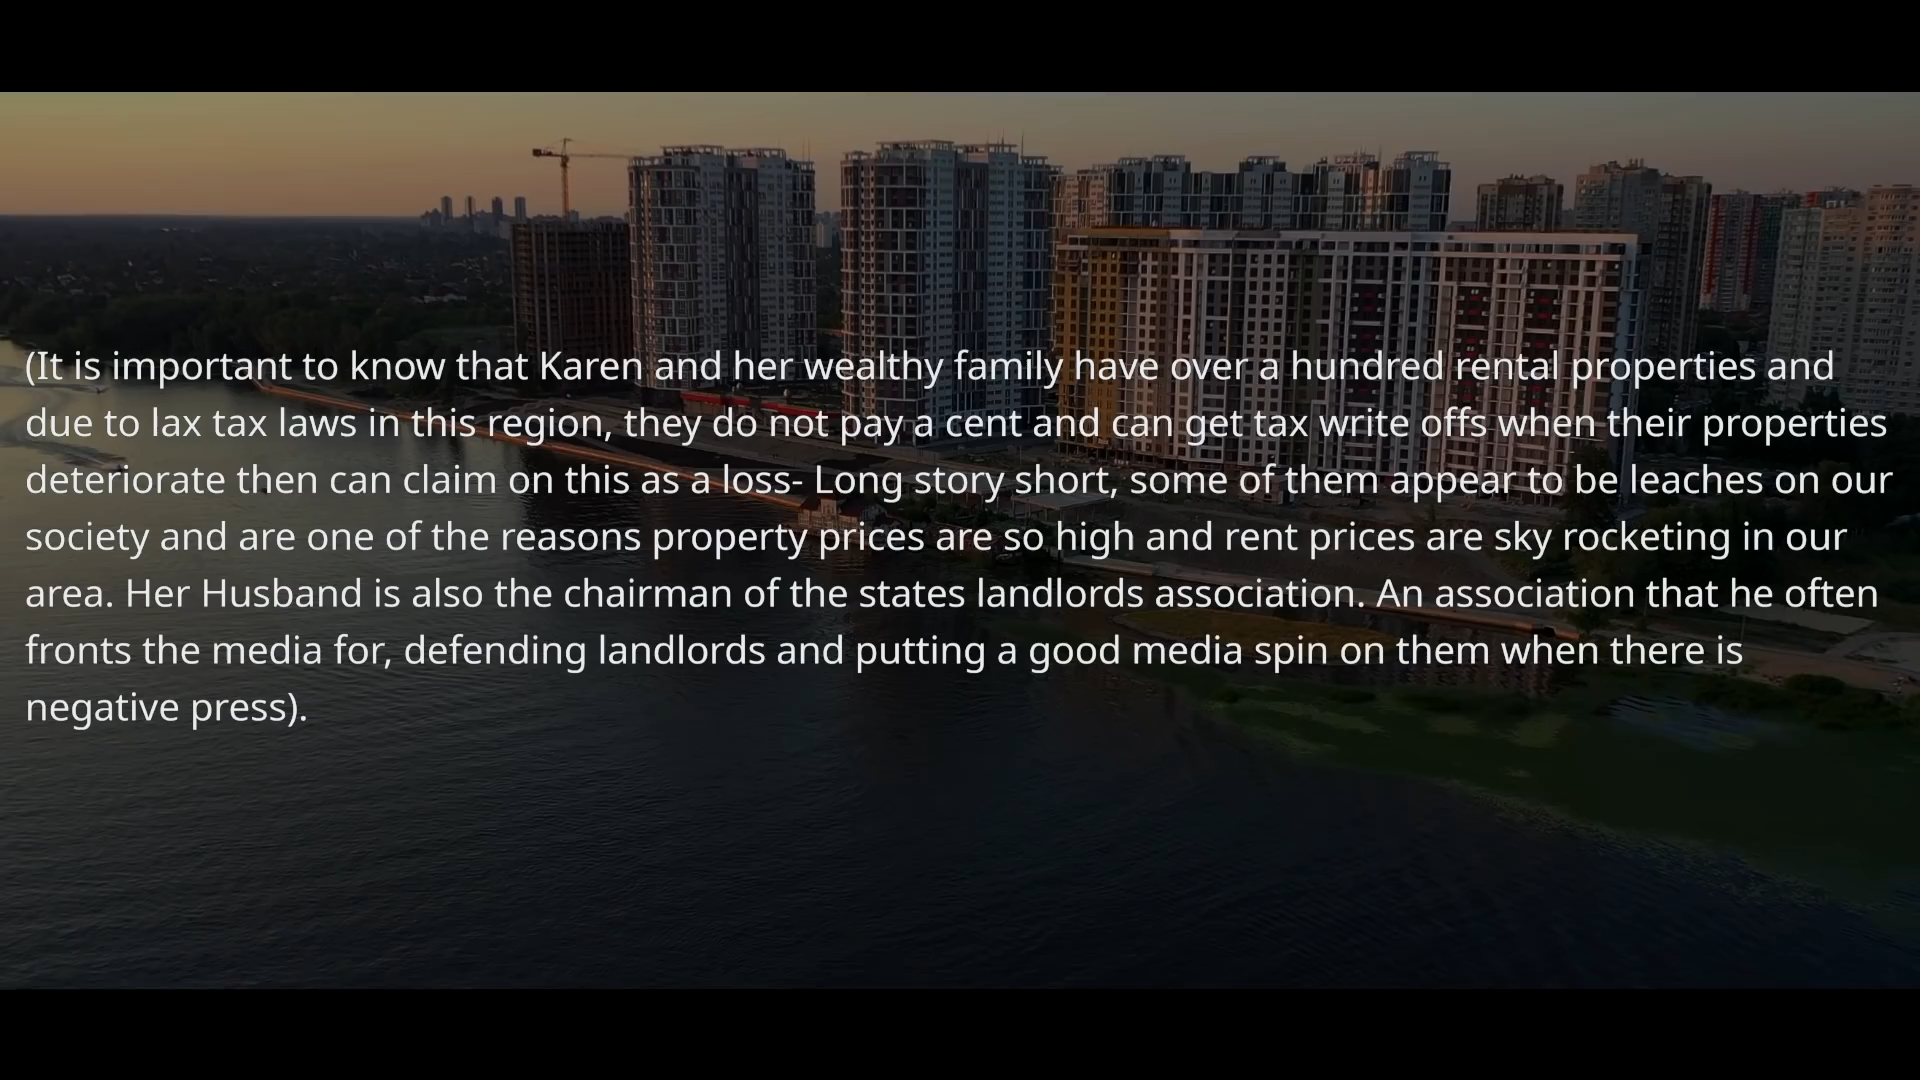 (It is important to know that Karen and her wealthy family have over a hundred rental properties and
due to lax tax laws in this region, they do not pay a cent and can get tax write offs when their properties
deteriorate then can claim on this as a loss- Long story short, some of them appear to be leaches on our
society and are one of the reasons property prices are so high and rent prices are sky rocketing in our
area. Her Husband is also the chairman of the states landlords association. An association that he often
fronts the media for, defending landlords and putting a good media spin on them when there is
negative press).